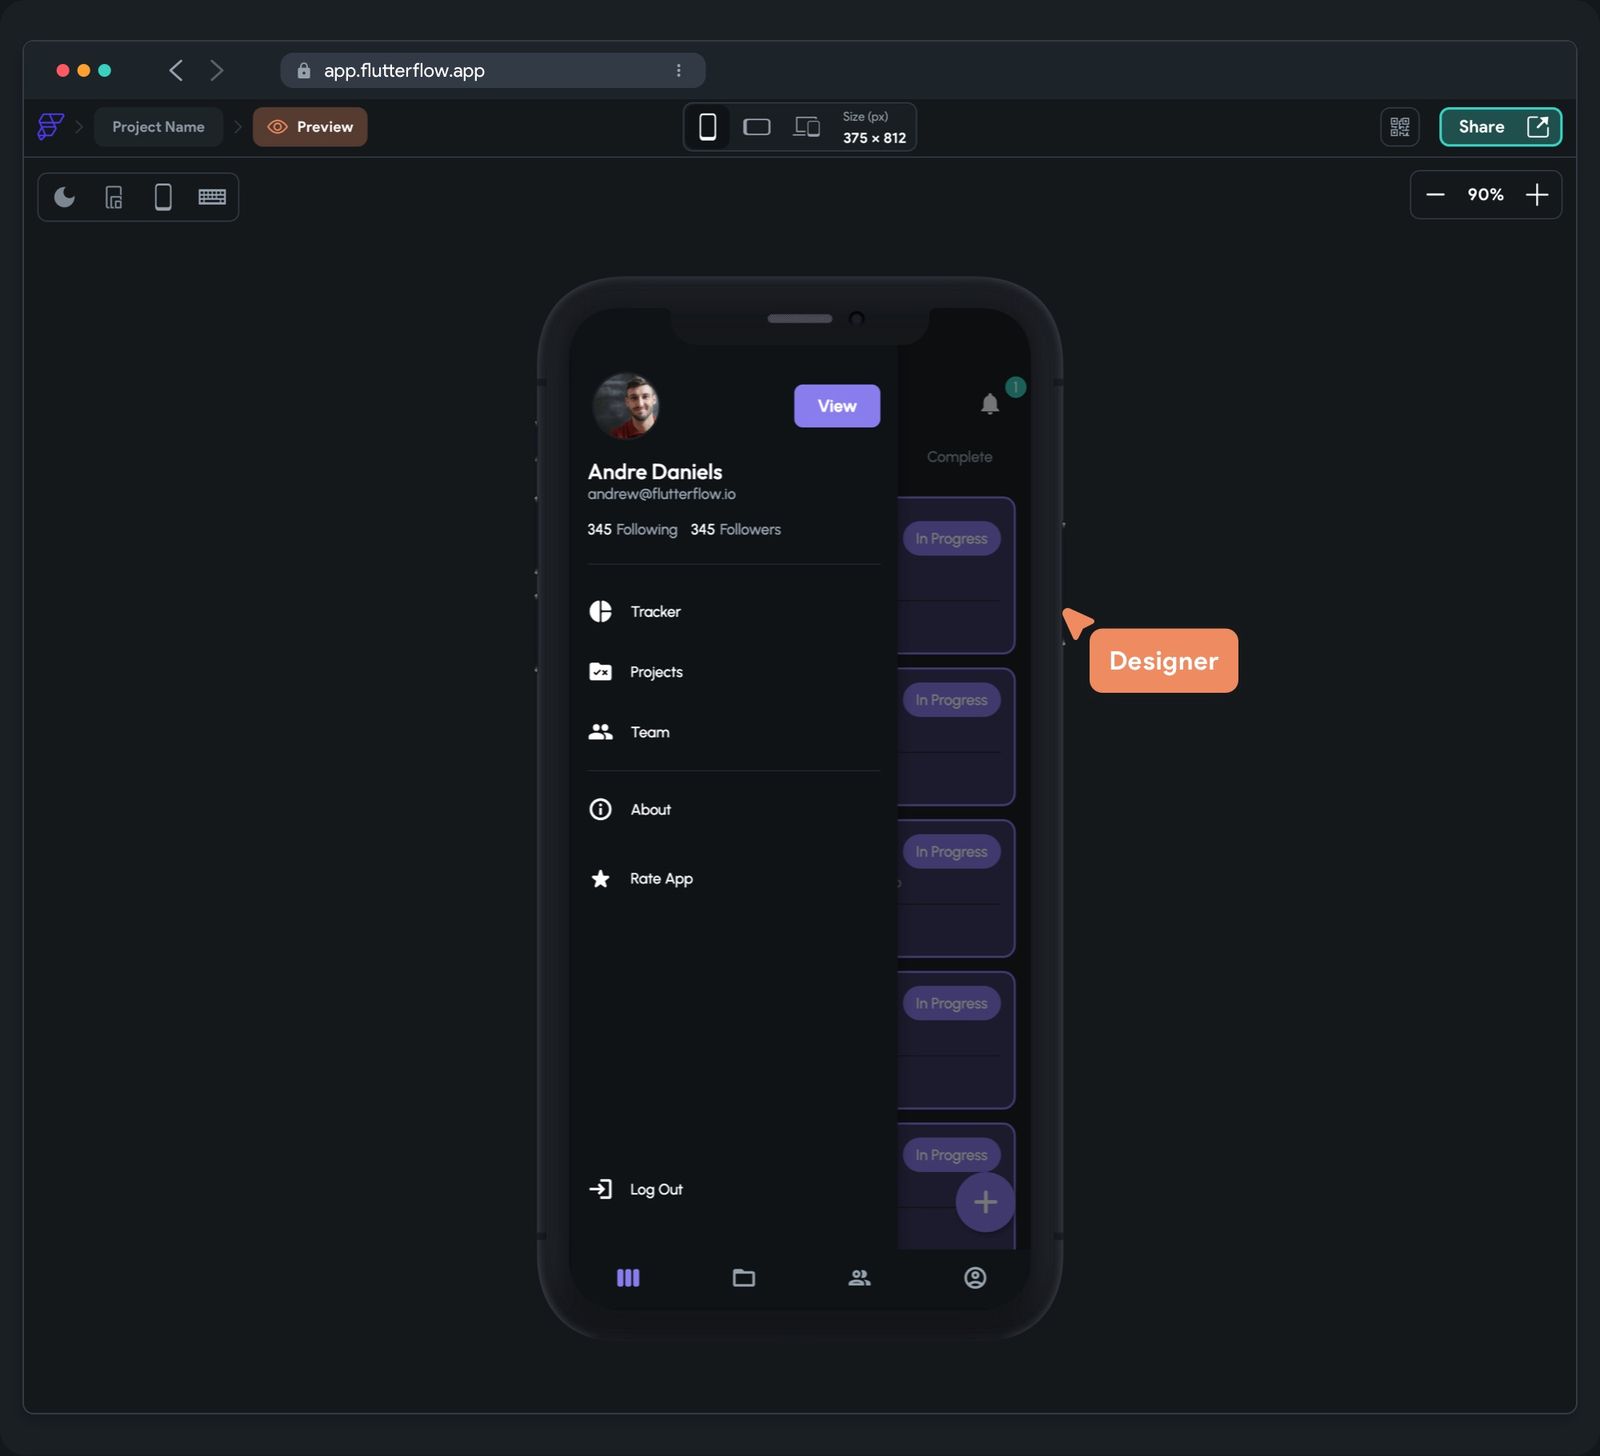 app.flutterflow.app
Project Name
Preview
Size (px)
375 × 812
Share
90%
View
1
Andre Daniels
andrew@flutterflow.io
345 Following 345 Followers
Complete
In Progress
Tracker
Projects
In Progress
Team
About
In Progress
Rate App
In Progress
In Progress
Log Out
Designer